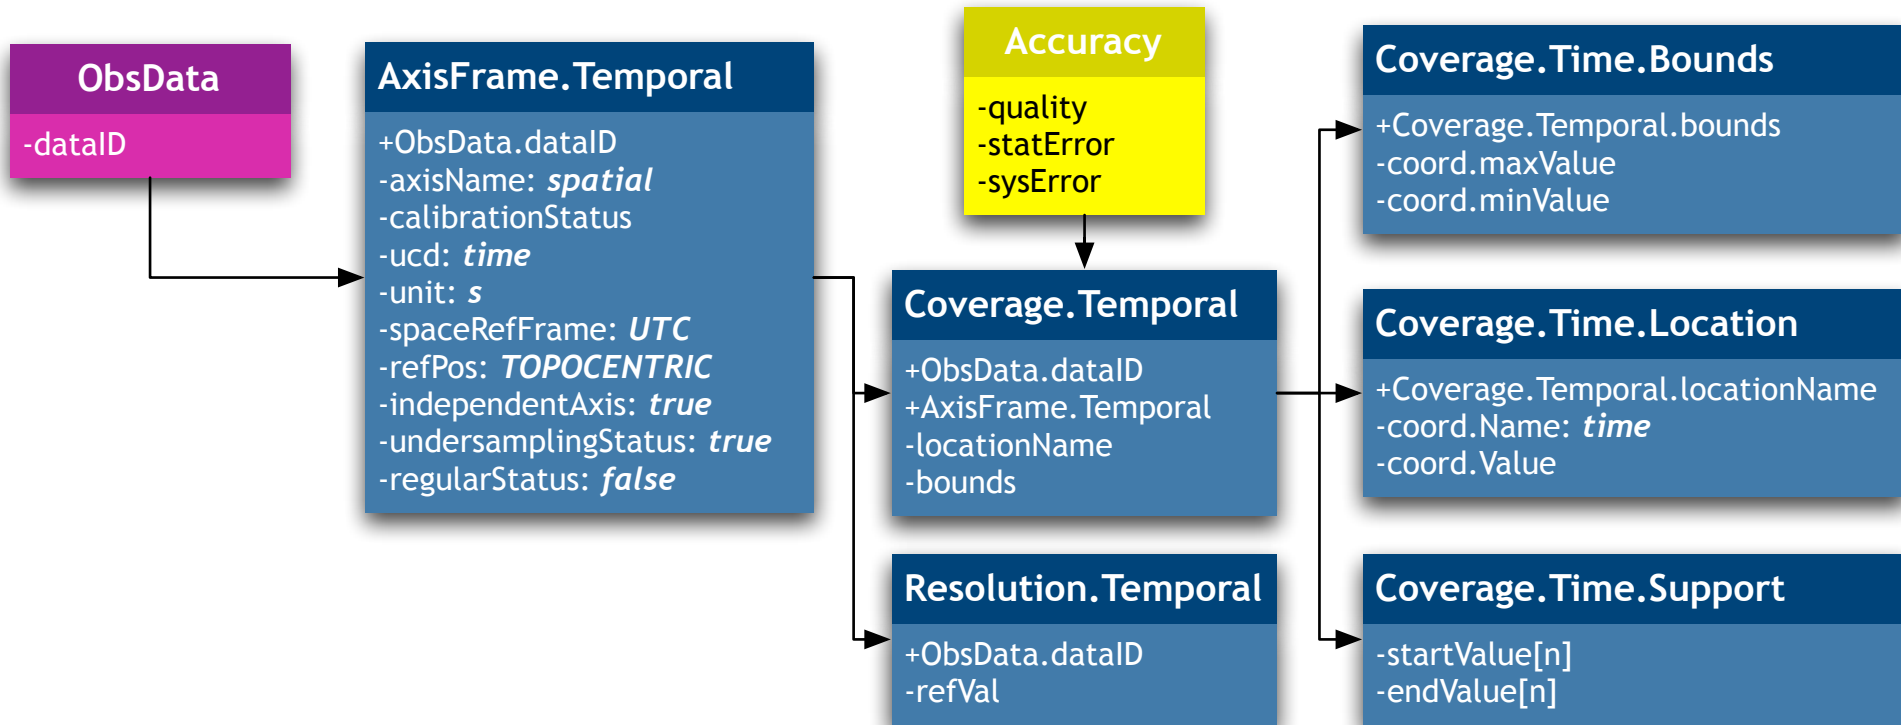 ObsData
-dataID
AxisFrame.Temporal
+ObsData.dataID
-axisName: spatial
-calibrationStatus
-ucd: time
-unit: s
-spaceRefFrame: UTC
-refPos: TOPOCENTRIC
-independentAxis: true
-undersamplingStatus: true
-regularStatus: false
Accuracy
-quality
-statError
-sysError
Coverage.Temporal
+ObsData.dataID
+AxisFrame.Temporal
-locationName
-bounds
Resolution.Temporal
+ObsData.dataID
-refVal
Coverage.Time.Bounds
+Coverage.Temporal.bounds
-coord.maxValue
-coord.minValue
Coverage.Time.Location
+Coverage.Temporal.locationName
-coord.Name: time
-coord.Value
Coverage.Time.Support
-startValue[n]
-endValue[n]